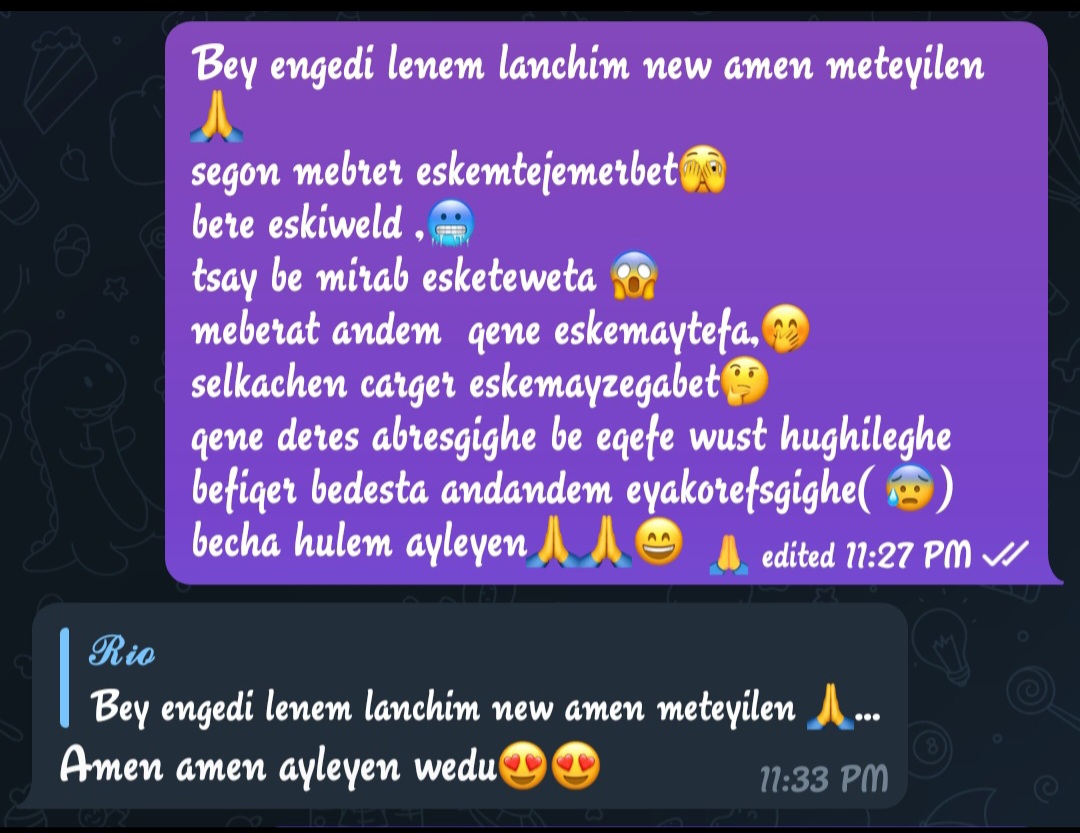 Bey engedi lenem lanchim new amen meteyilen
🙏
segon mebrer eskemtejemerbet🫣
bere eskiweld ,🥶
tsay be mirab esketeweta 😱
meberat andem qene eskemaytefa,🤭
selkachen carger eskemayzegabet🤔
qene deres abresgighe be eqefe wust hughileghe
befiqer bedesta andandem eyakorefsgighe( 😰)
becha hulem ayleyen🙏🙏😄 🙏 edited 11:27 PM
Rio
Bey engedi lenem lanchim new amen meteyilen 🙏...
Amen amen ayleyen wedu😍😍
11:33 PM